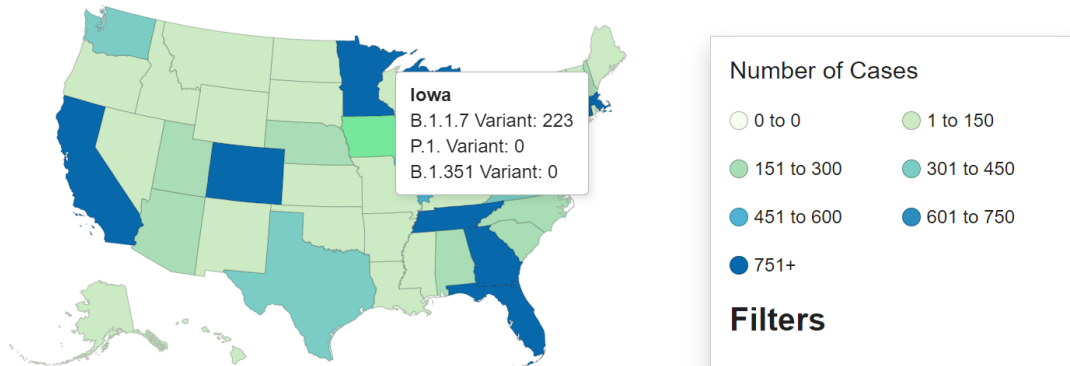 Iowa
B.1.1.7 Variant: 223
P.1. Variant: 0
B.1.351 Variant: 0
Number of Cases
0 to 0
1 to 150
151 to 300
301 to 450
451 to 600
601 to 750
751+
Filters